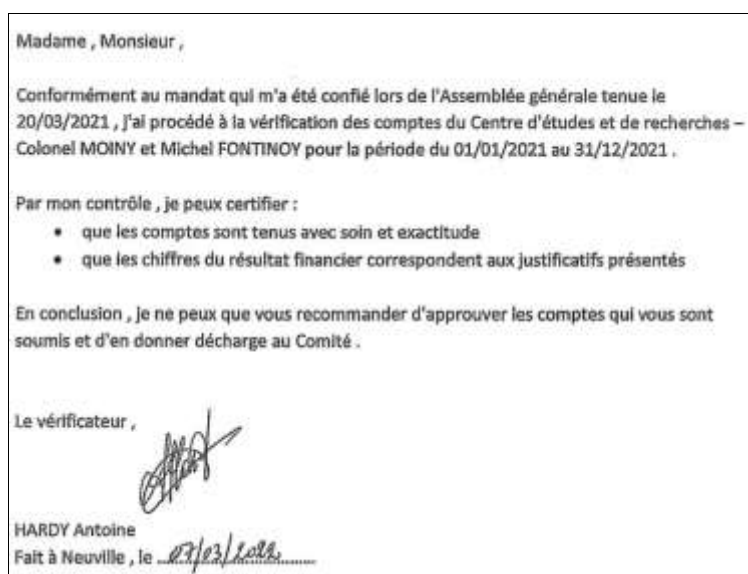 Madame , Monsieur ,
Conformément au mandat qui m'a été confié lors de l'Assemblée générale tenue le
20/03/2021 , j'ai procédé à la vérification des comptes du Centre d'études et de recherches –
Colonel MOINY et Michel FONTINOY pour la période du 01/01/2021 au 31/12/2021 .
Par mon contrôle , je peux certifier :
• que les comptes sont tenus avec soin et exactitude
• que les chiffres du résultat financier correspondent aux justificatifs présentés
En conclusion , je ne peux que vous recommander d'approuver les comptes qui vous sont
soumis et d'en donner décharge au Comité .
Le vérificateur ,
HARDY Antoine
Fait à Neuville , le 07/03/2022